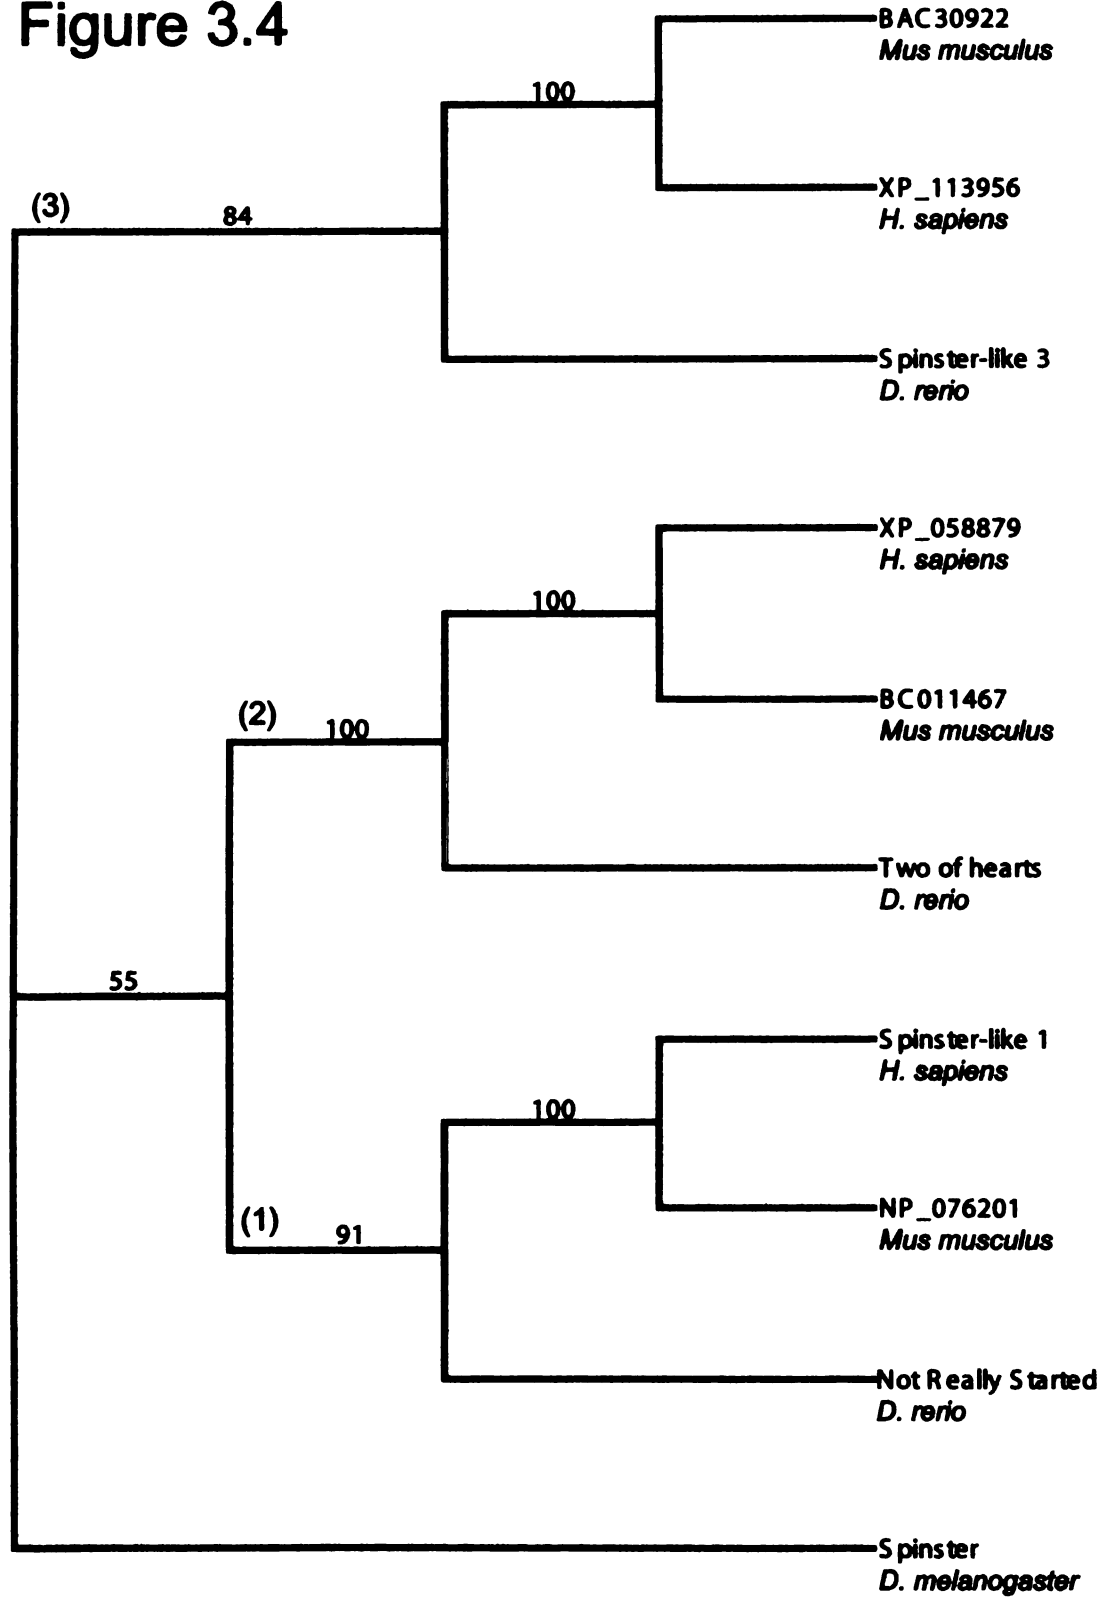 Figure 3.4
BAC30922
Mus musculus
100
XP_113956
H. sapiens
(3)
84
Spinster-like 3
D. rerio
XP_058879
H. sapiens
100
BC011467
Mus musculus
(2)
100
Two of hearts
D. rerio
55
Spinster-like 1
H. sapiens
100
NP_076201
Mus musculus
(1)
91
Not Really Started
D. rerio
Spinster
D. melanogaster